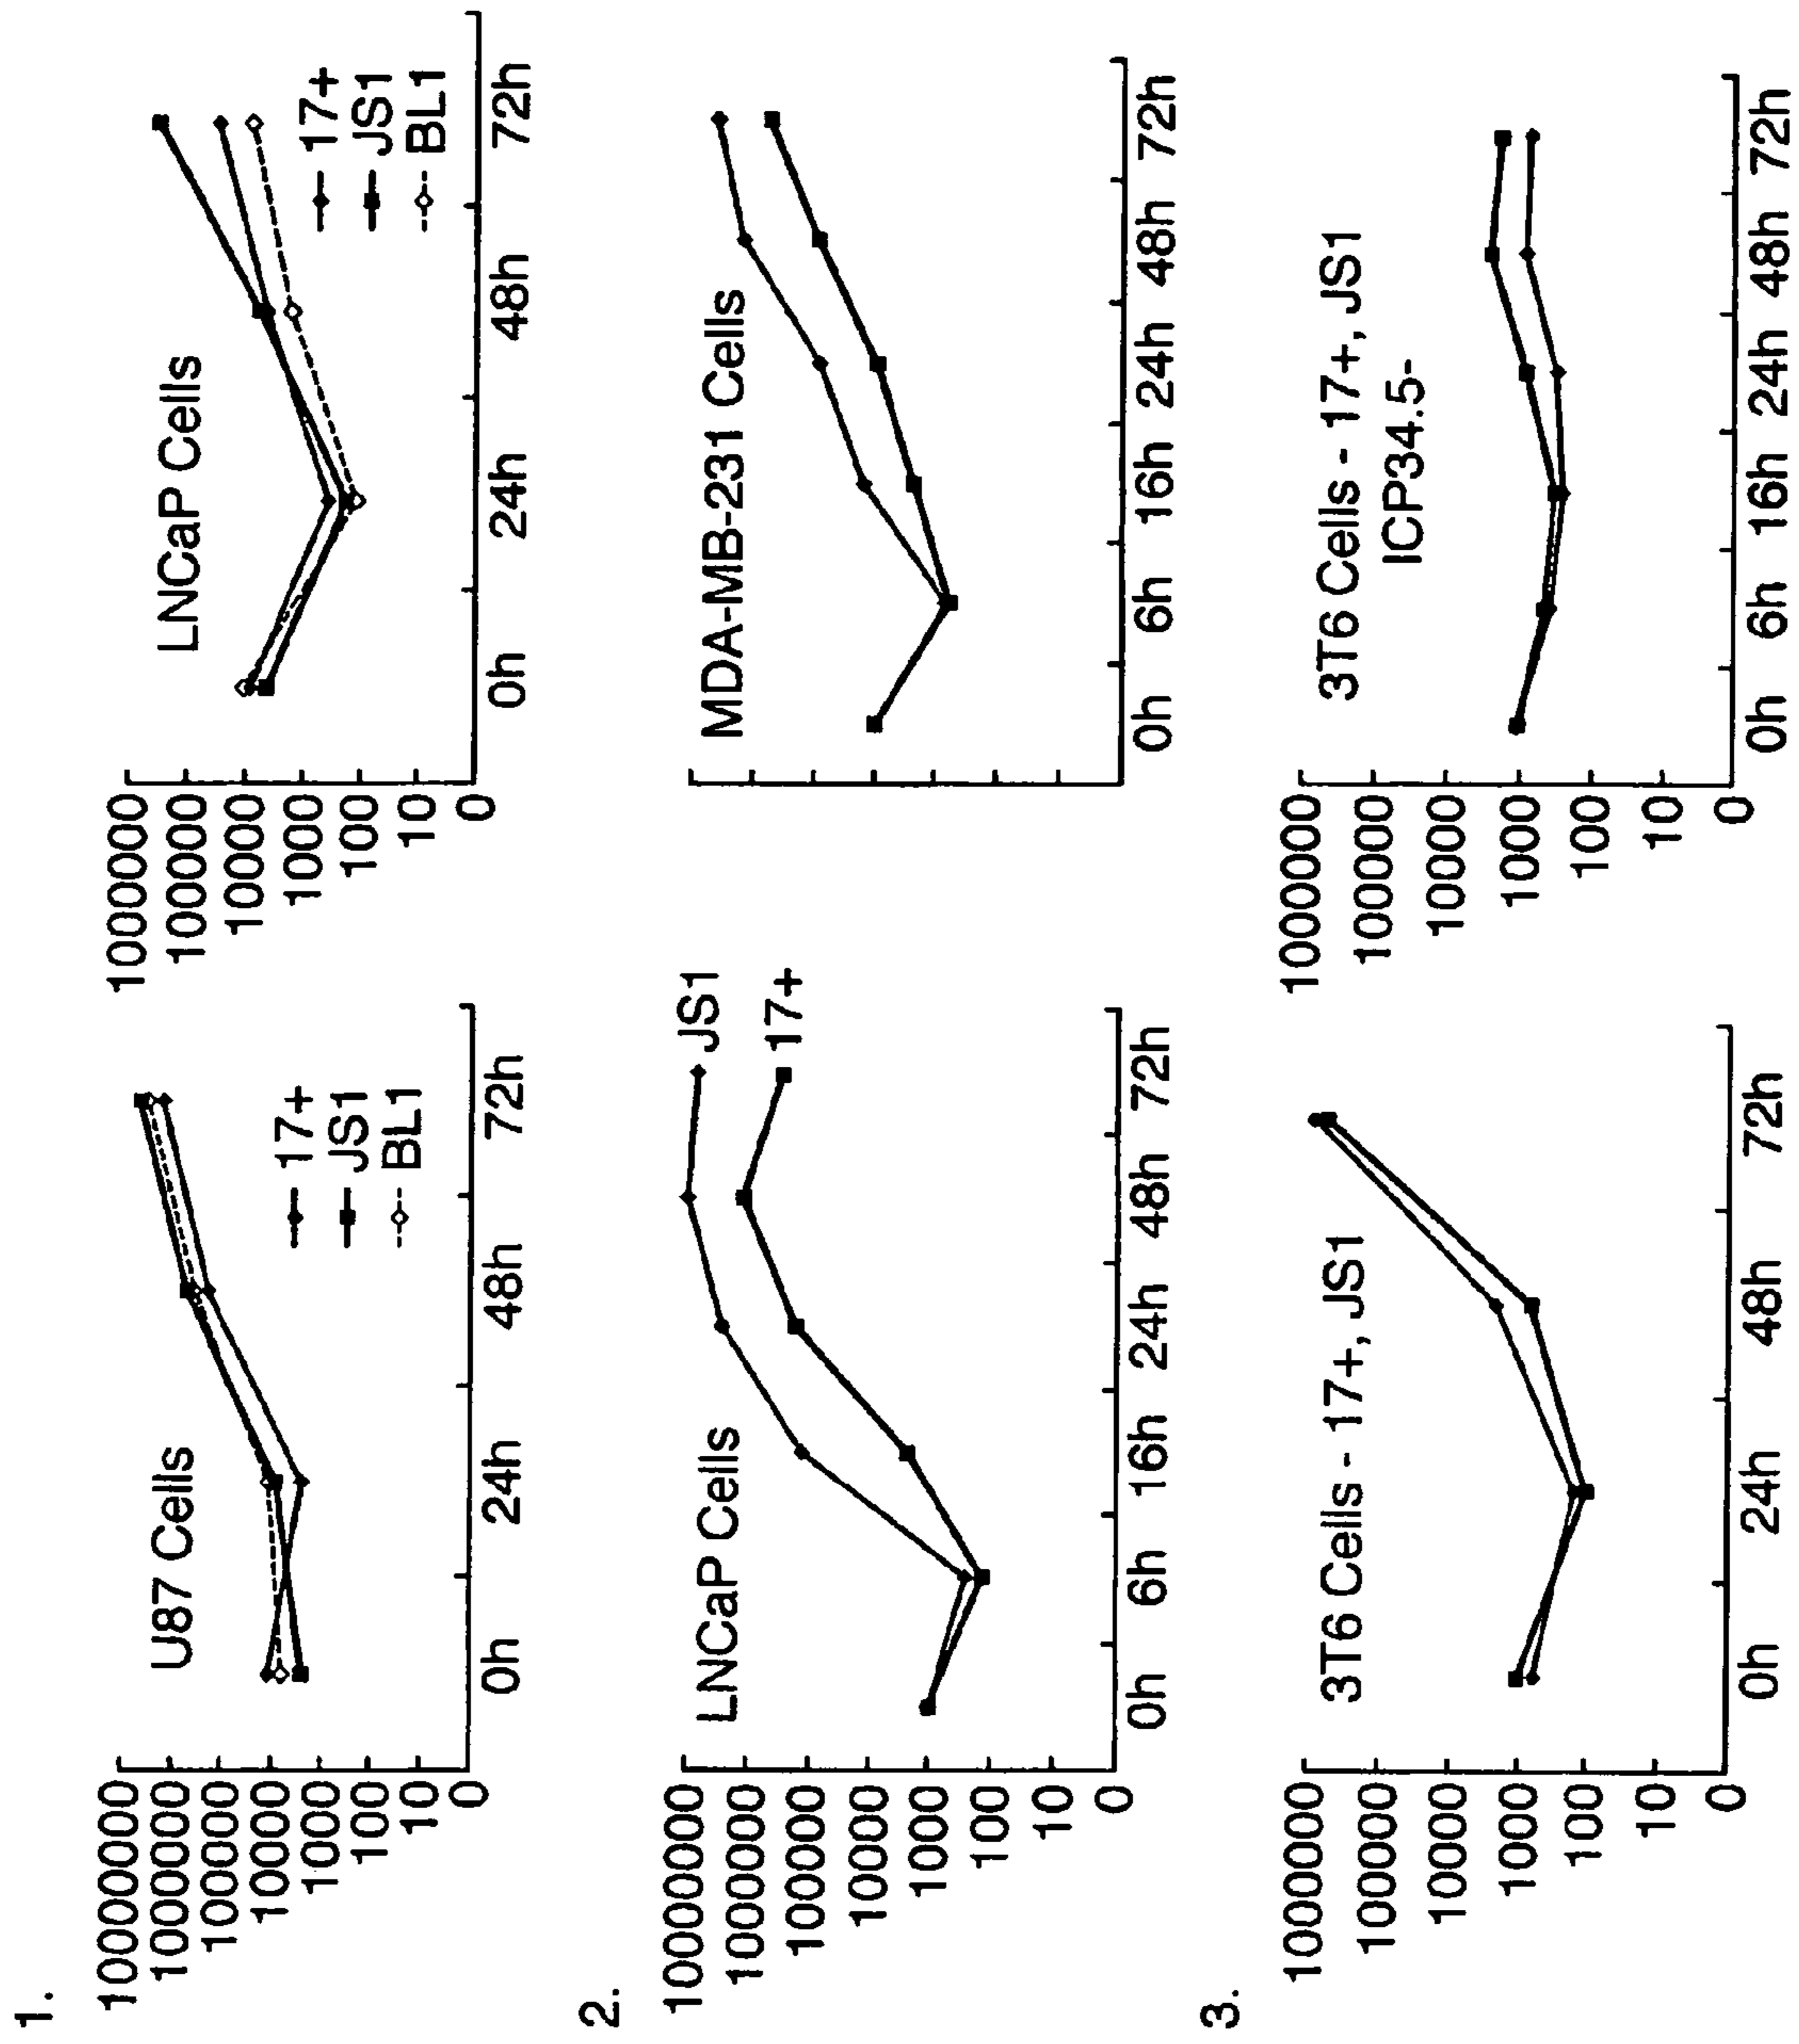 1.
U87 Cells
10000000
1000000
100000
10000
1000
100
10
0
0h 24h 48h 72h
17+
JS1
BL1
LNCaP Cells
1000000
100000
10000
1000
100
10
0
0h 24h 48h 72h
17+
JS1
BL1
2.
LNCaP Cells
10000000
1000000
100000
10000
1000
100
10
0
0h 6h 16h 24h 48h 72h
JS1
17+
MDA-MB-231 Cells
0h 6h 16h 24h 48h 72h
3.
3T6 Cells - 17+, JS1
1000000
100000
10000
1000
100
10
0
0h 24h 48h 72h
3T6 Cells - 17+, JS1
ICP34.5-
1000000
100000
10000
1000
100
10
0
0h 6h 16h 24h 48h 72h